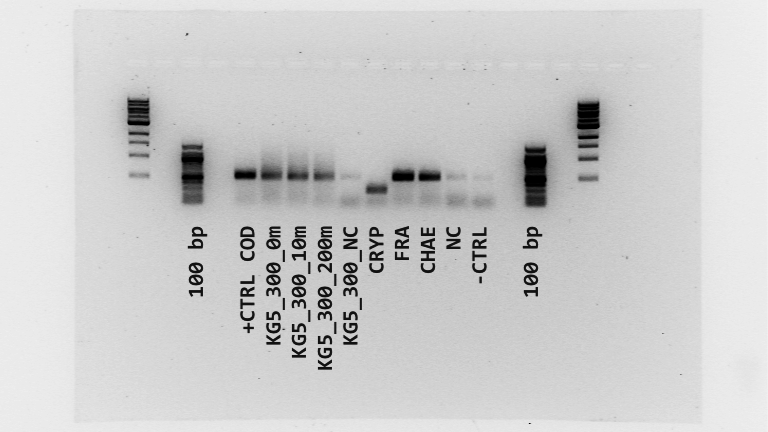 100 bp
+CTRL COD
KG5_300_0m
KG5_300_10m
KG5_300_200m
KG5_300_NC
CRYP
FRA
CHAE
NC
-CTRL
100 bp